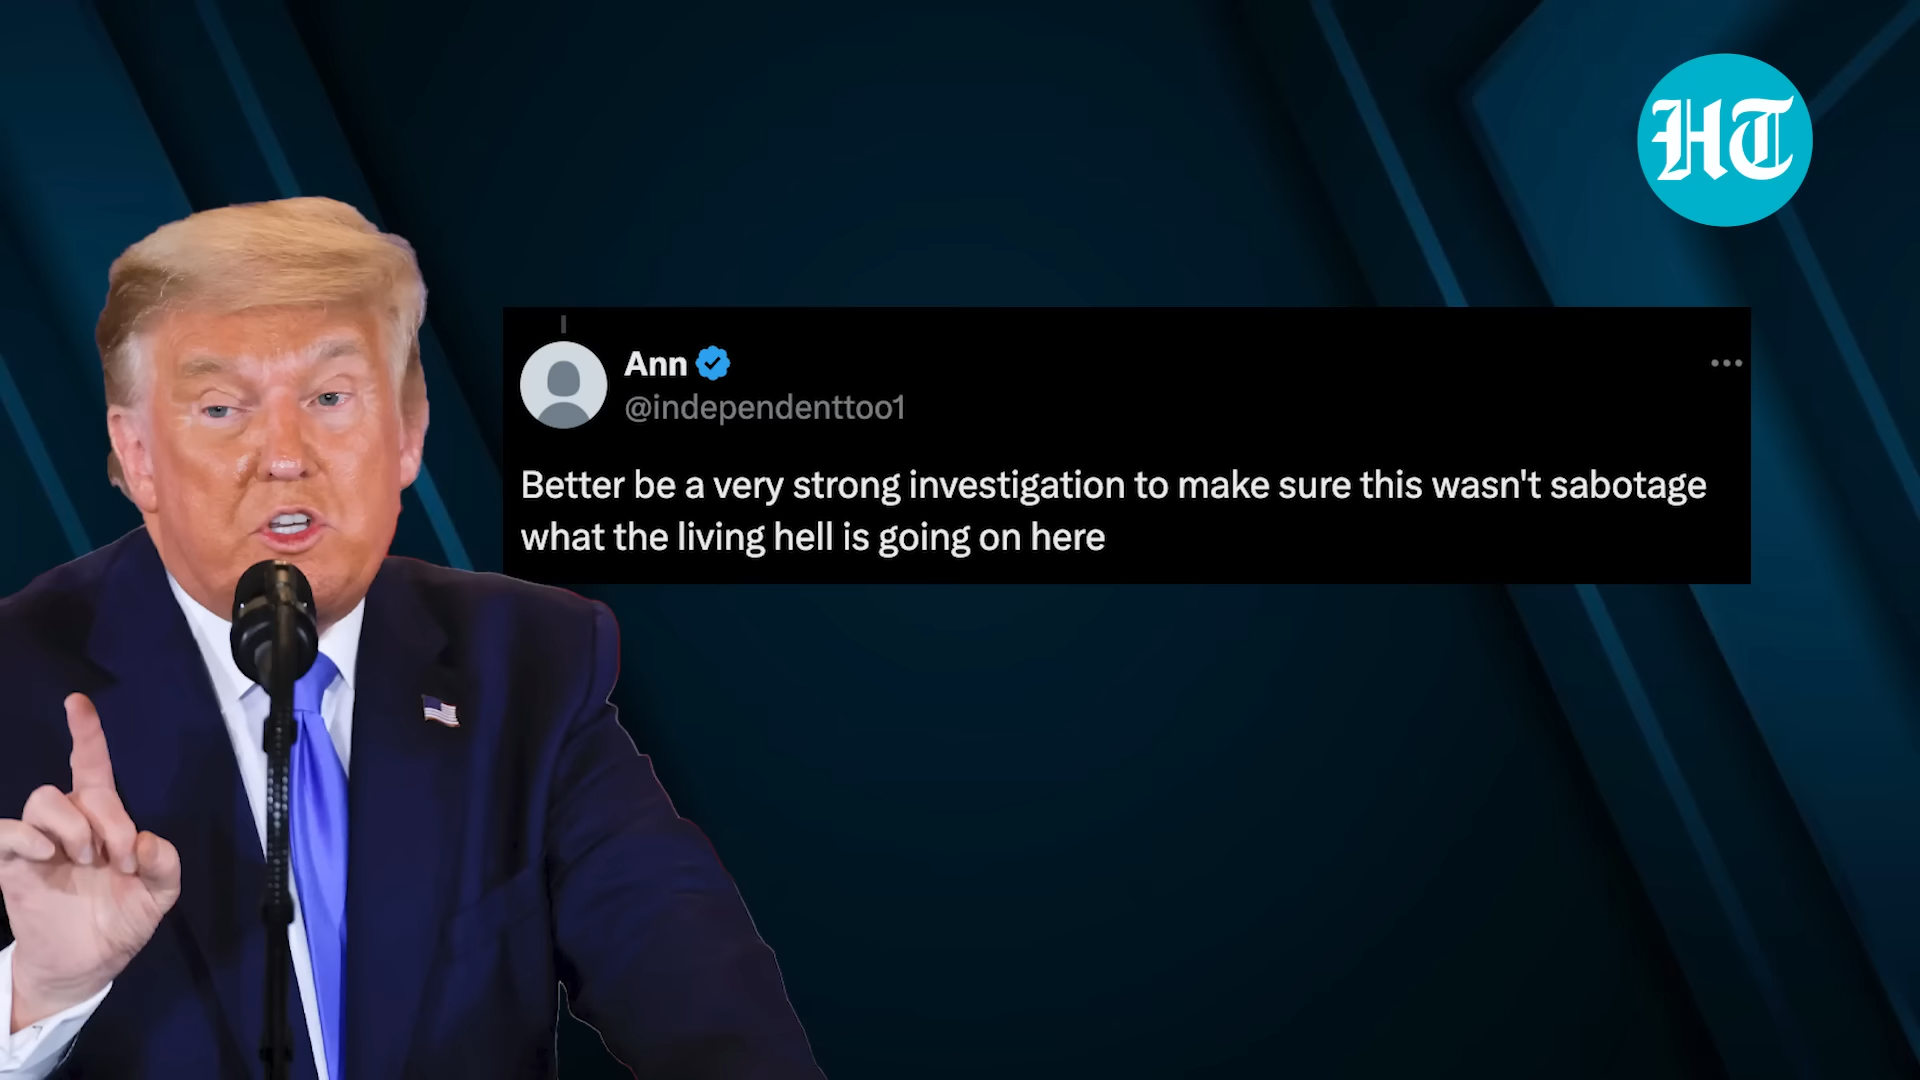 HT
Ann
@independenttoo1
Better be a very strong investigation to make sure this wasn't sabotage
what the living hell is going on here